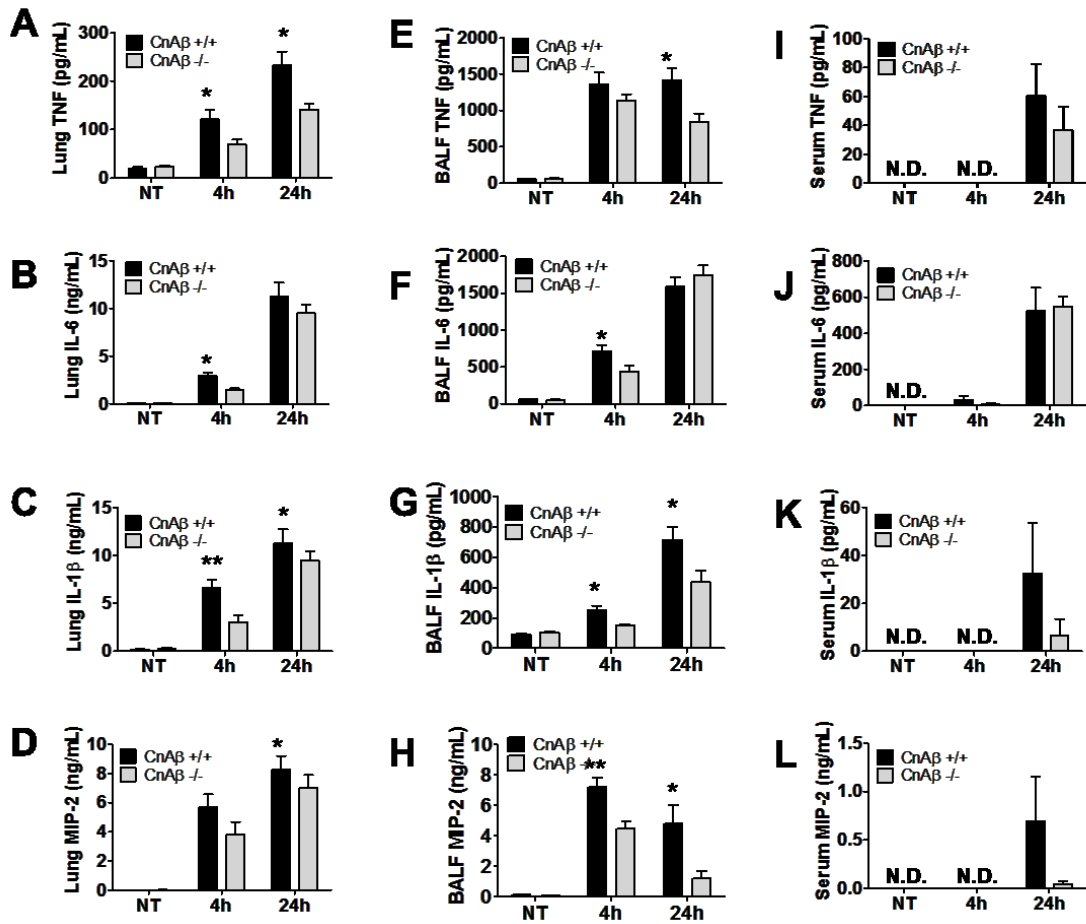 A
Lung TNF (pg/mL)
300
200
100
0
CnAβ +/+
CnAβ -/-
*
*
NT 4h 24h
E
BALF TNF (pg/mL)
2000
1500
1000
500
0
CnAβ +/+
CnAβ -/-
*
NT 4h 24h
I
Serum TNF (pg/mL)
100
80
60
40
20
0
CnAβ +/+
CnAβ -/-
N.D. N.D.
NT 4h 24h
B
Lung IL-6 (ng/mL)
15
10
5
0
CnAβ +/+
CnAβ -/-
*
NT 4h 24h
F
BALF IL-6 (pg/mL)
2000
1500
1000
500
0
CnAβ +/+
CnAβ -/-
*
NT 4h 24h
J
Serum IL-6 (pg/mL)
800
600
400
200
0
CnAβ +/+
CnAβ -/-
N.D.
NT 4h 24h
C
Lung IL-1β (ng/mL)
15
10
5
0
CnAβ +/+
CnAβ -/-
**
*
NT 4h 24h
G
BALF IL-1β (pg/mL)
1000
800
600
400
200
0
CnAβ +/+
CnAβ -/-
*
*
NT 4h 24h
K
Serum IL-1β (pg/mL)
60
40
20
0
CnAβ +/+
CnAβ -/-
N.D. N.D.
NT 4h 24h
D
Lung MIP-2 (ng/mL)
10
8
6
4
2
0
CnAβ +/+
CnAβ -/-
*
NT 4h 24h
H
BALF MIP-2 (ng/mL)
10
8
6
4
2
0
CnAβ +/+
CnAβ -/-
**
*
NT 4h 24h
L
Serum MIP-2 (ng/mL)
1.5
1.0
0.5
0.0
CnAβ +/+
CnAβ -/-
N.D. N.D.
NT 4h 24h